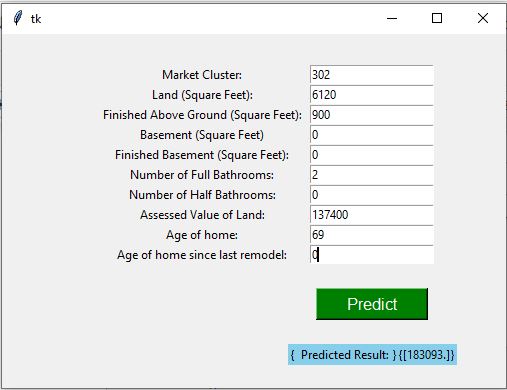 tk
Market Cluster: 302
Land (Square Feet): 6120
Finished Above Ground (Square Feet): 900
Basement (Square Feet) 0
Finished Basement (Square Feet): 0
Number of Full Bathrooms: 2
Number of Half Bathrooms: 0
Assessed Value of Land: 137400
Age of home: 69
Age of home since last remodel: 0
Predict
{  Predicted Result: } {[183093.]}